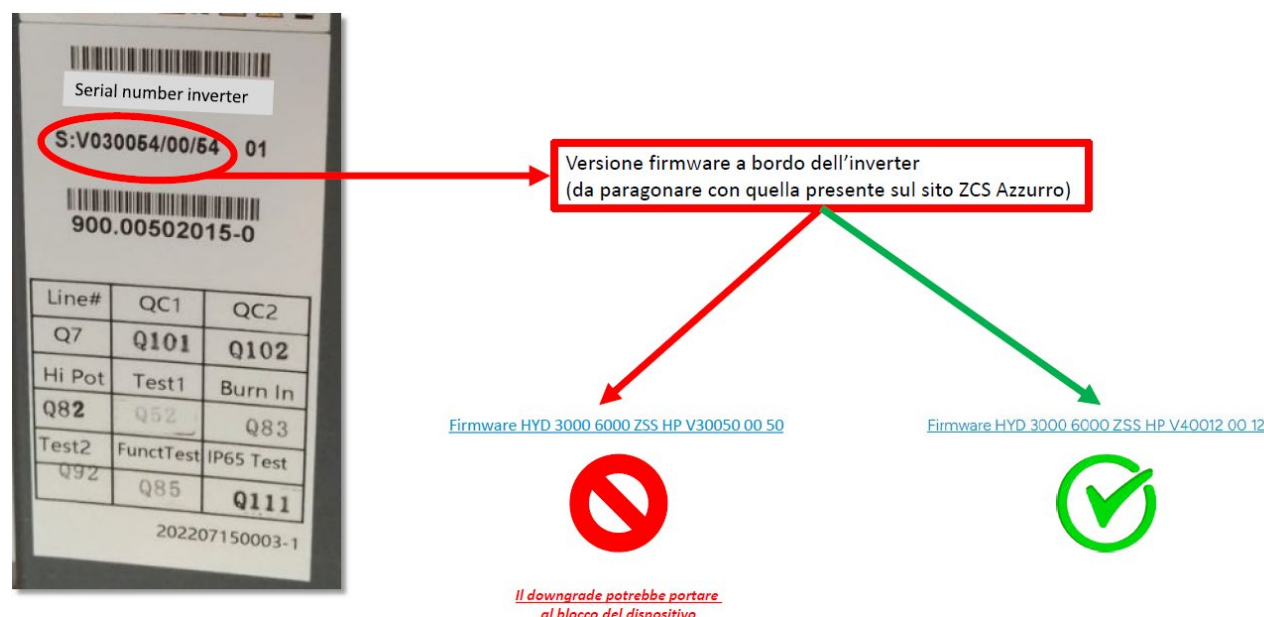 Serial number inverter
S:V030054/00/54 01
900.00502015-0
Line# QC1 QC2
Q7 Q101 Q102
Hi Pot Test1 Burn In
Q82 Q52 Q83
Test2 FunctTest IP65 Test
Q92 Q85 Q111
202207150003-1
Versione firmware a bordo dell'inverter
(da paragonare con quella presente sul sito ZCS Azzurro)
Firmware HYD 3000 6000 ZSS HP V30050 00 50
Firmware HYD 3000 6000 ZSS HP V40012 00 12
Il downgrade potrebbe portare
al blocco del dispositivo